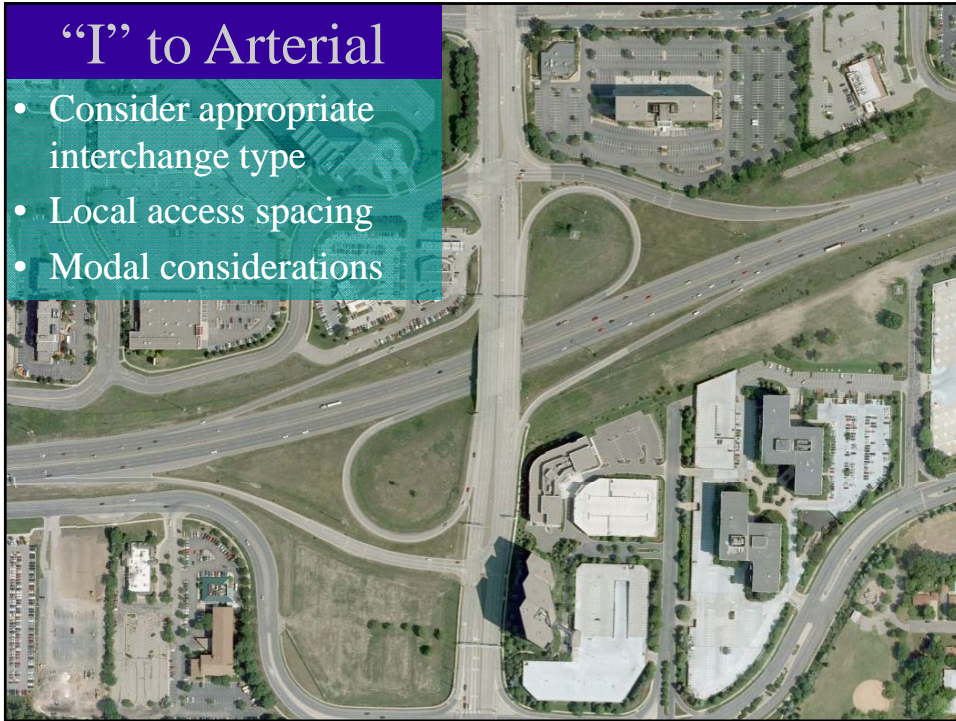 “I” to Arterial
• Consider appropriate
interchange type
• Local access spacing
• Modal considerations